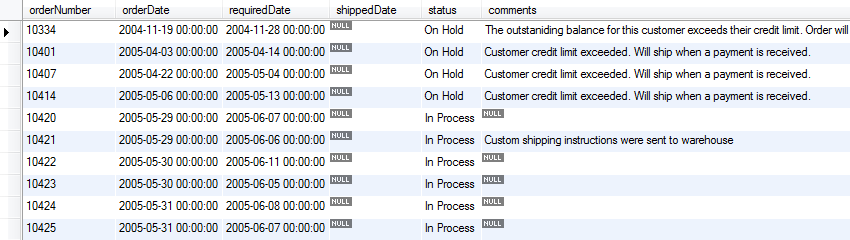 orderNumber orderDate requiredDate shippedDate status comments
10334 2004-11-19 00:00:00 2004-11-28 00:00:00 NULL On Hold The outstaniding balance for this customer exceeds their credit limit. Order will
10401 2005-04-03 00:00:00 2005-04-14 00:00:00 NULL On Hold Customer credit limit exceeded. Will ship when a payment is received.
10407 2005-04-22 00:00:00 2005-05-04 00:00:00 NULL On Hold Customer credit limit exceeded. Will ship when a payment is received.
10414 2005-05-06 00:00:00 2005-05-13 00:00:00 NULL On Hold Customer credit limit exceeded. Will ship when a payment is received.
10420 2005-05-29 00:00:00 2005-06-07 00:00:00 NULL In Process NULL
10421 2005-05-29 00:00:00 2005-06-06 00:00:00 NULL In Process Custom shipping instructions were sent to warehouse
10422 2005-05-30 00:00:00 2005-06-11 00:00:00 NULL In Process NULL
10423 2005-05-30 00:00:00 2005-06-05 00:00:00 NULL In Process NULL
10424 2005-05-31 00:00:00 2005-06-08 00:00:00 NULL In Process NULL
10425 2005-05-31 00:00:00 2005-06-07 00:00:00 NULL In Process NULL